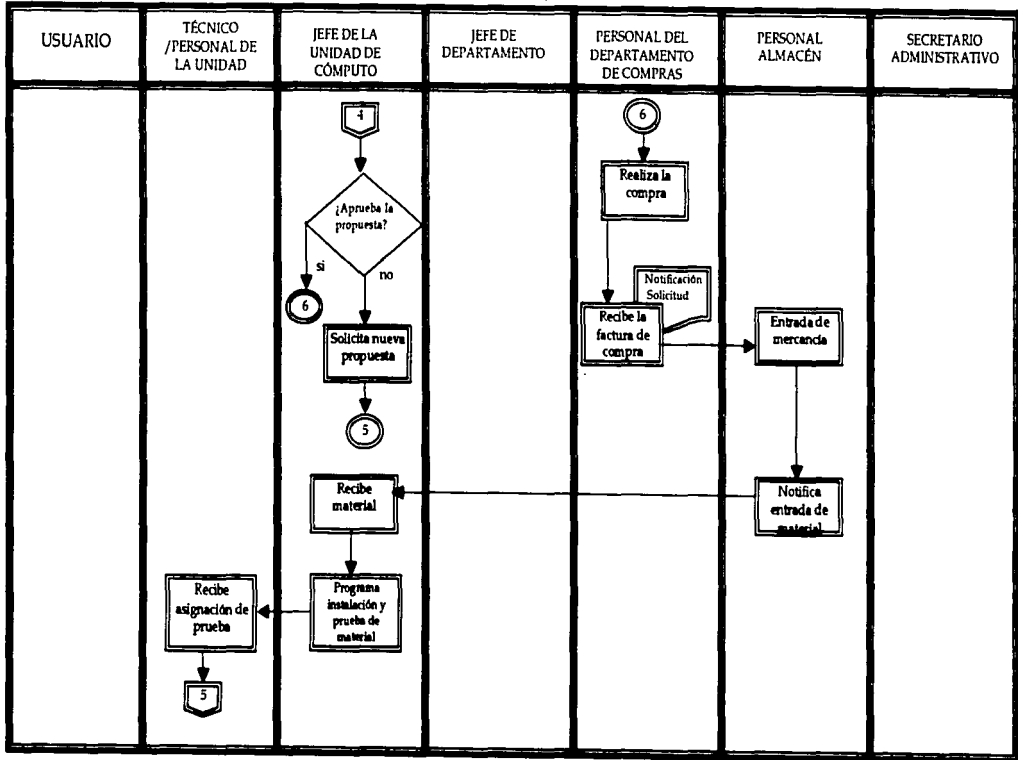 USUARIO
TÉCNICO
/PERSONAL DE
LA UNIDAD
JEFE DE LA
UNIDAD DE
CÓMPUTO
JEFE DE
DEPARTAMENTO
PERSONAL DEL
DEPARTAMENTO
DE COMPRAS
PERSONAL
ALMACÉN
SECRETARIO
ADMINISTRATIVO
4
¿Aprueba la
propuesta?
si
no
6
Solicita nueva
propuesta
5
6
Realiza la
compra
Notificación
Solicitud
Recibe la
factura de
compra
Entrada de
mercancía
Notifica
entrada de
material
Recibe
material
Programa
instalación y
prueba de
material
Recibe
asignación de
prueba
5